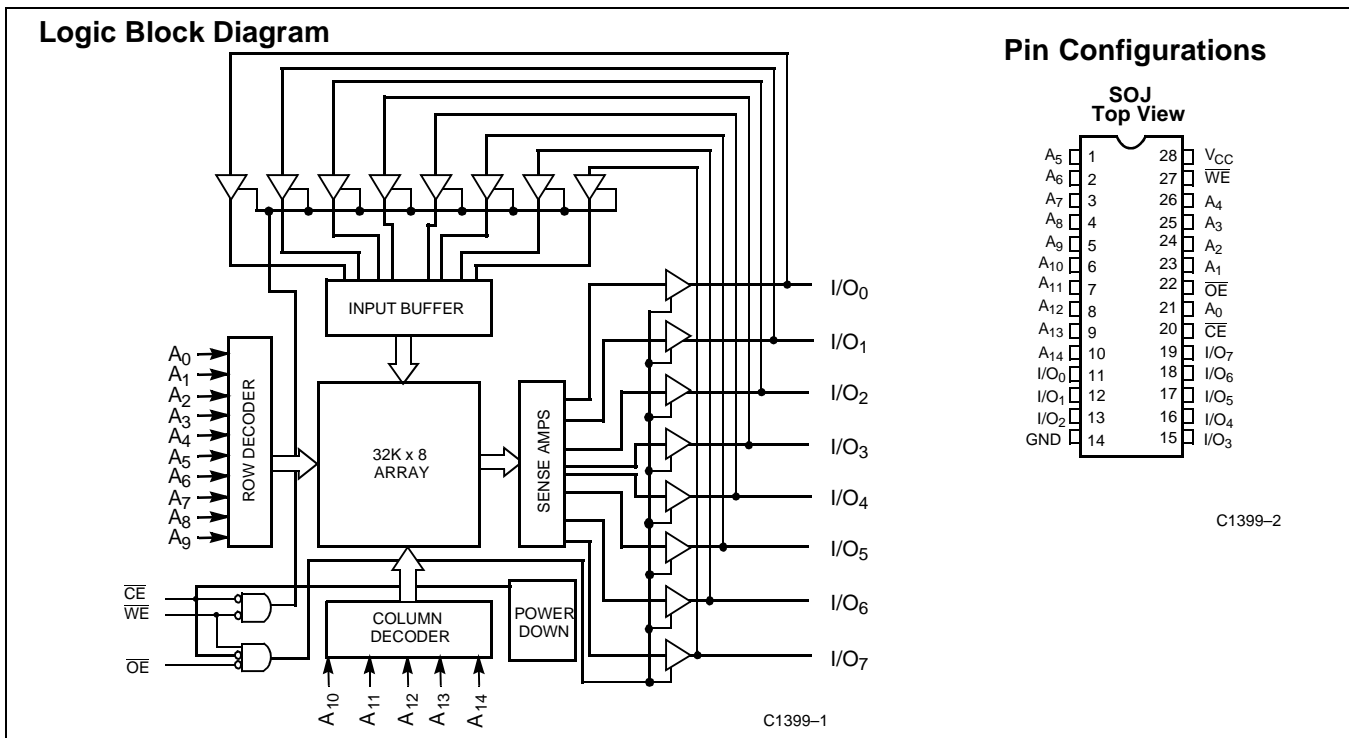 Logic Block Diagram
INPUT BUFFER
A0
A1
A2
A3
A4
A5
A6
A7
A8
A9
ROW DECODER
32K x 8
ARRAY
SENSE AMPS
I/O0
I/O1
I/O2
I/O3
I/O4
I/O5
I/O6
I/O7
CE
WE
OE
COLUMN
DECODER
POWER
DOWN
A10
A11
A12
A13
A14
C1399–1
Pin Configurations
SOJ
Top View
A5 1 28 VCC
A6 2 27 WE
A7 3 26 A4
A8 4 25 A3
A9 5 24 A2
A10 6 23 A1
A11 7 22 OE
A12 8 21 A0
A13 9 20 CE
A14 10 19 I/O7
I/O0 11 18 I/O6
I/O1 12 17 I/O5
I/O2 13 16 I/O4
GND 14 15 I/O3
C1399–2